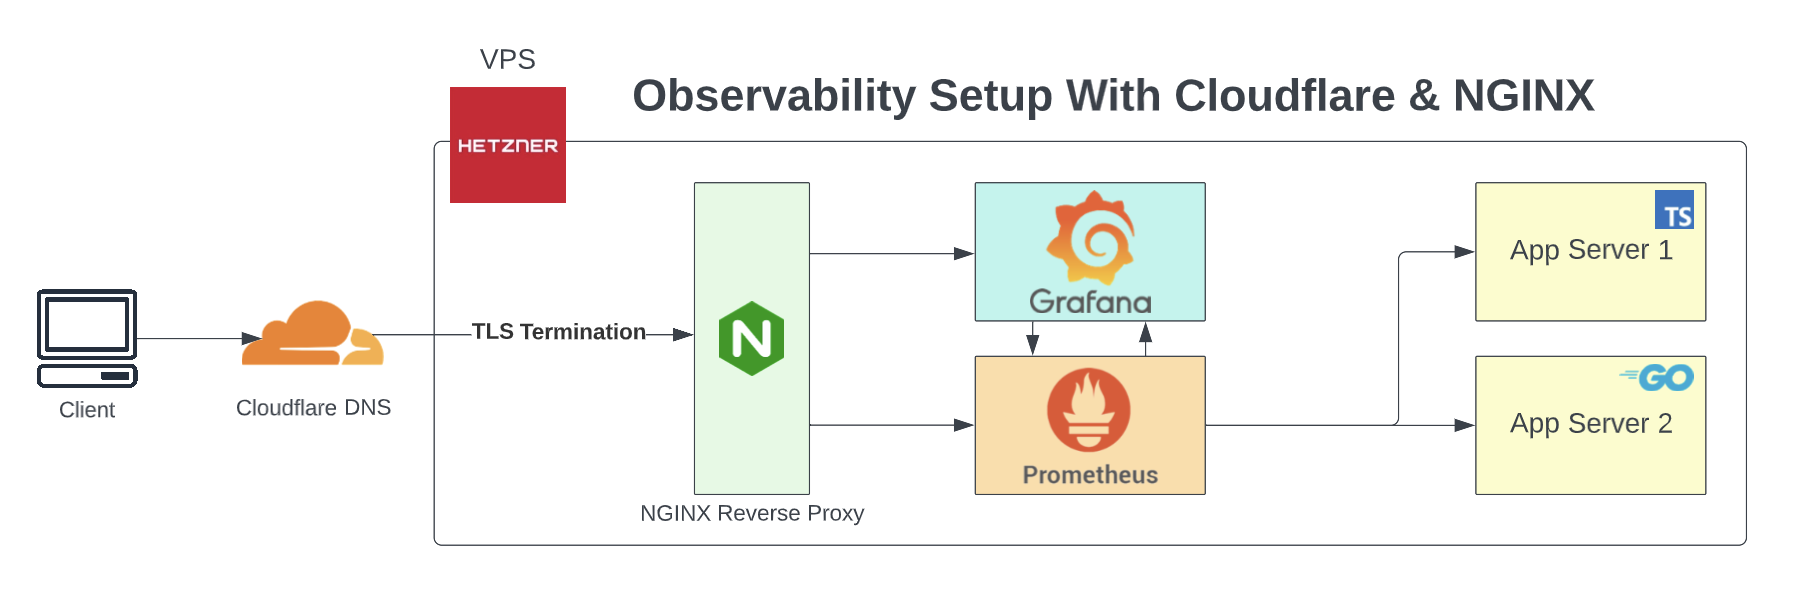 VPS
HETZNER
Observability Setup With Cloudflare & NGINX
TS
App Server 1
Grafana
TLS Termination
N
Client
Cloudflare DNS
GO
App Server 2
Prometheus
NGINX Reverse Proxy